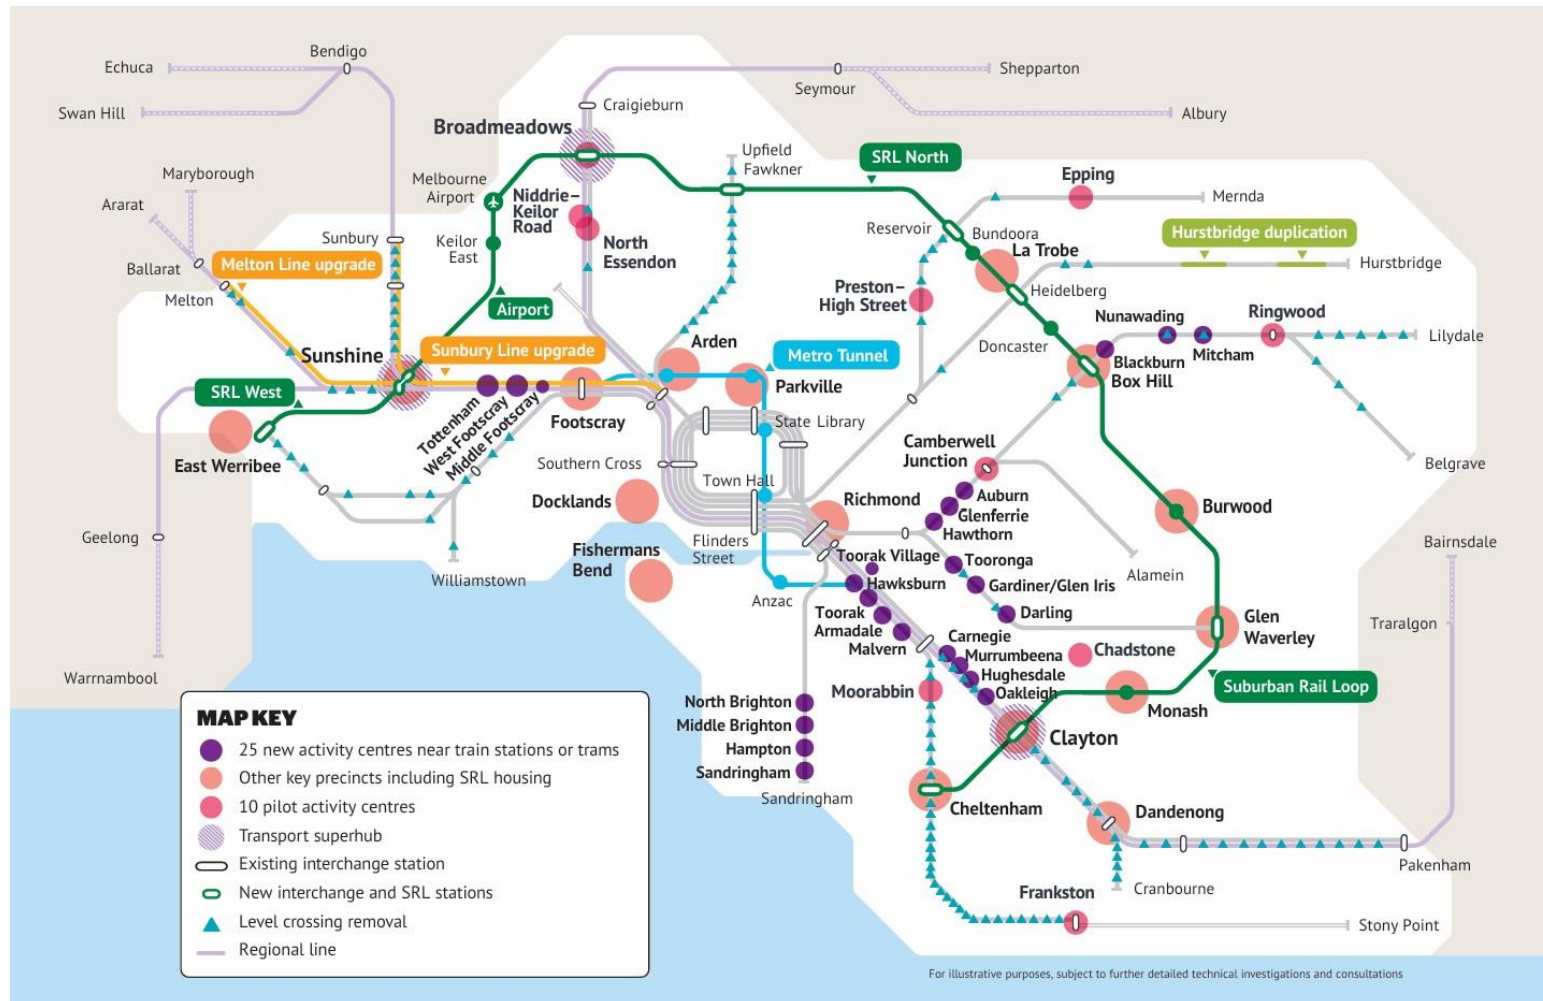 Bendigo
Echuca
Shepparton
Seymour
Swan Hill
Craigieburn
Albury
Broadmeadows
Upfield
Fawkner
SRL North
Maryborough
Melbourne
Airport
Niddrie–
Keilor
Road
Epping
Mernda
Ararat
Reservoir
Bundoora
La Trobe
Hurstbridge duplication
Sunbury
Keilor
East
North
Essendon
Ballarat
Melton Line upgrade
Hurstbridge
Melton
Preston–
High Street
Heidelberg
Airport
Nunawading
Ringwood
Sunshine
Sunbury Line upgrade
Arden
Metro Tunnel
Doncaster
Mitcham
Lilydale
Blackburn
Box Hill
SRL West
Parkville
Tottenham
West Footscray
Middle Footscray
Footscray
State Library
East Werribee
Southern Cross
Camberwell
Junction
Belgrave
Town Hall
Docklands
Richmond
Auburn
Glenferrie
Hawthorn
Burwood
Geelong
Flinders
Street
Fishermans
Bend
Toorak Village
Tooronga
Bairnsdale
Williamstown
Hawksburn
Gardiner/Glen Iris
Alamein
Anzac
Toorak
Armadale
Malvern
Darling
Glen
Waverley
Traralgon
Carnegie
Murrumbeena
Hughesdale
Oakleigh
Chadstone
Warrnambool
Moorabbin
Suburban Rail Loop
North Brighton
Middle Brighton
Hampton
Sandringham
Sandringham
Monash
Clayton
Cheltenham
Dandenong
Pakenham
Cranbourne
Frankston
Stony Point
MAP KEY
25 new activity centres near train stations or trams
Other key precincts including SRL housing
10 pilot activity centres
Transport superhub
Existing interchange station
New interchange and SRL stations
Level crossing removal
Regional line
For illustrative purposes, subject to further detailed technical investigations and consultations